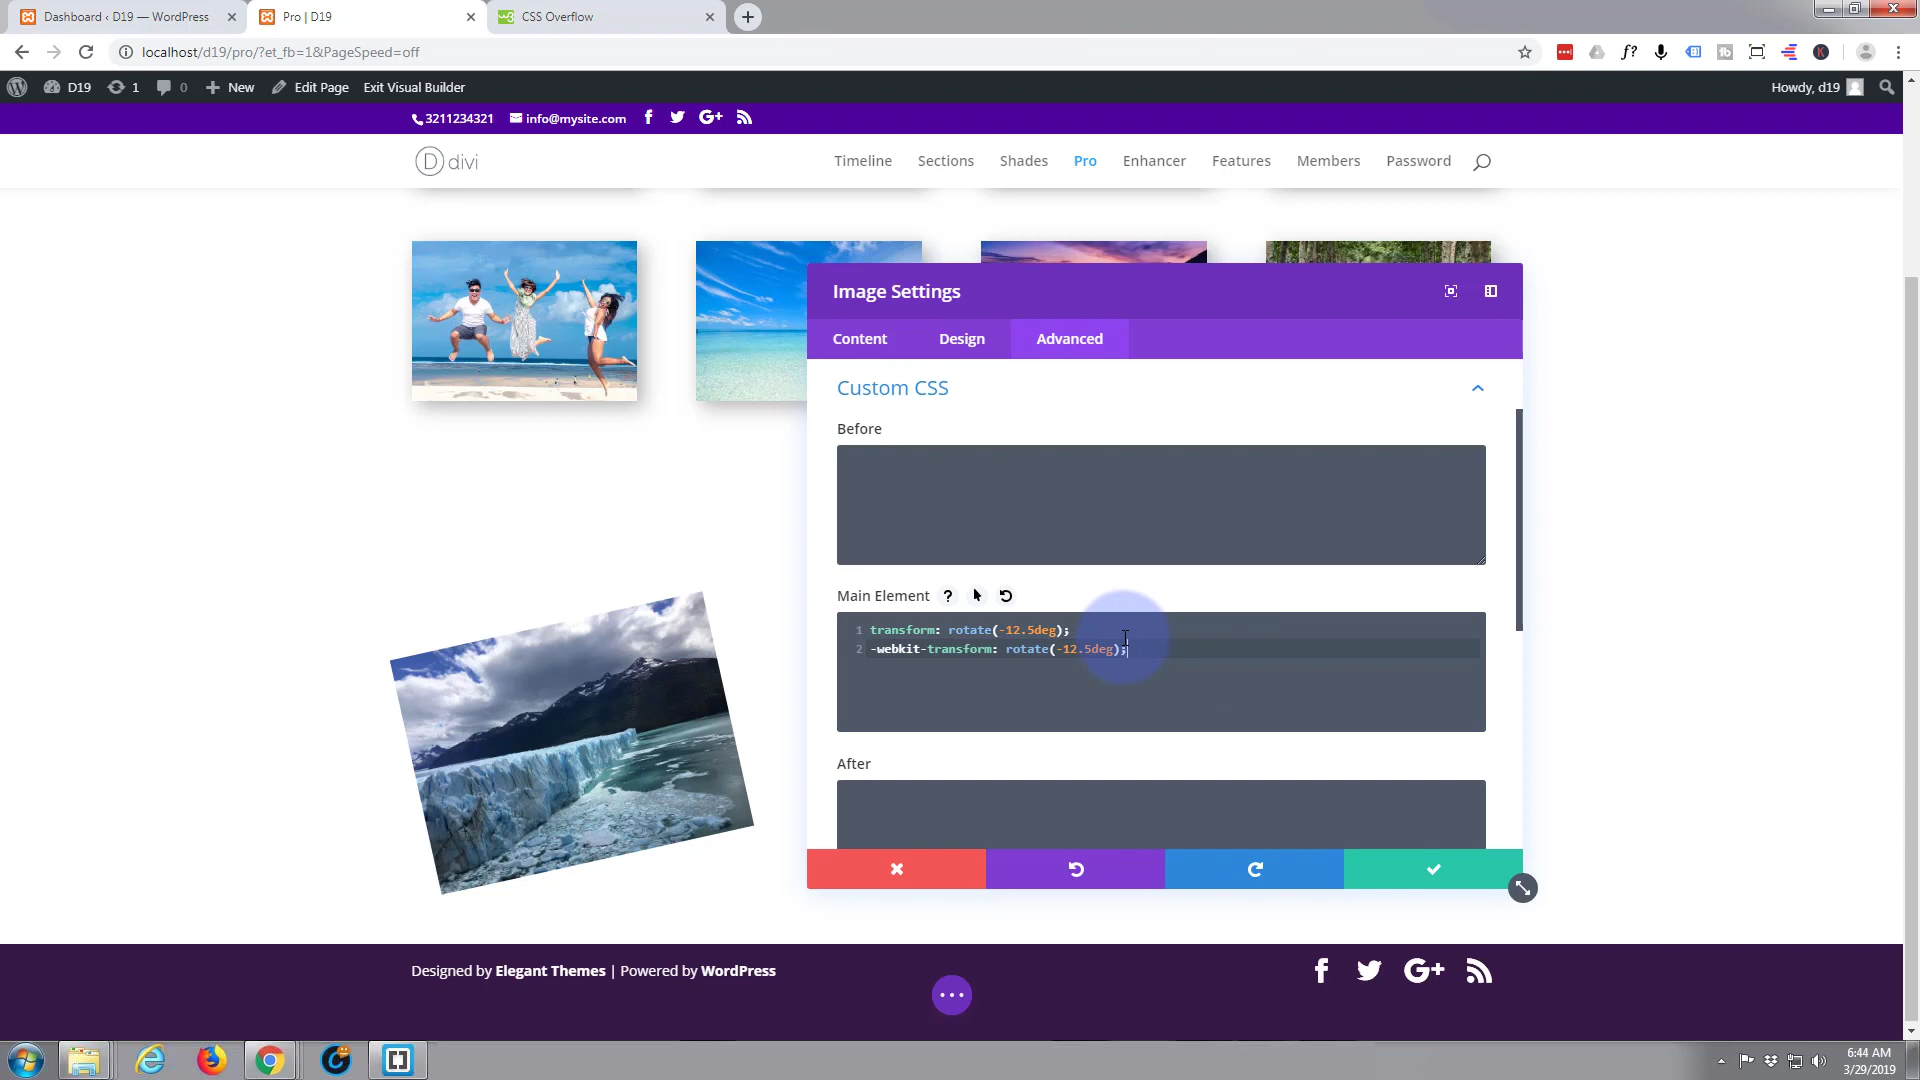 Dashboard ‹ D19 — WordPress
Pro | D19
CSS Overflow
localhost/d19/pro/?et_fb=1&PageSpeed=off
D19
1
0
New
Edit Page
Exit Visual Builder
Howdy, d19
3211234321
info@mysite.com
divi
Timeline
Sections
Shades
Pro
Enhancer
Features
Members
Password
Image Settings
Content
Design
Advanced
Custom CSS
Before
Main Element
1 transform: rotate(-12.5deg);
2 -webkit-transform: rotate(-12.5deg);
After
Designed by Elegant Themes | Powered by WordPress
6:44 AM
3/29/2019